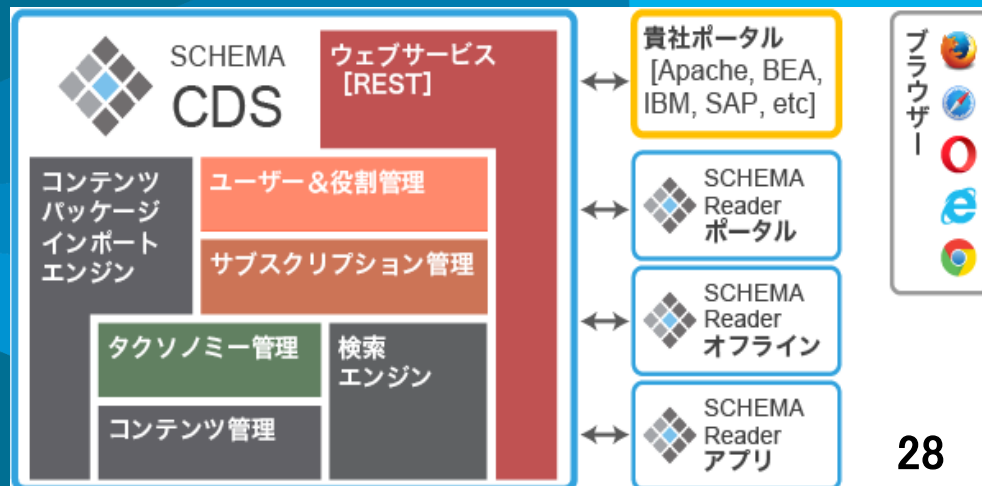 SCHEMA
CDS
ウェブサービス
[REST]
コンテンツ
パッケージ
インポート
エンジン
ユーザー＆役割管理
サブスクリプション管理
タクソノミー管理
検索
エンジン
コンテンツ管理
貴社ポータル
[Apache, BEA,
IBM, SAP, etc]
SCHEMA
Reader
ポータル
SCHEMA
Reader
オフライン
SCHEMA
Reader
アプリ
ブラウザー
28